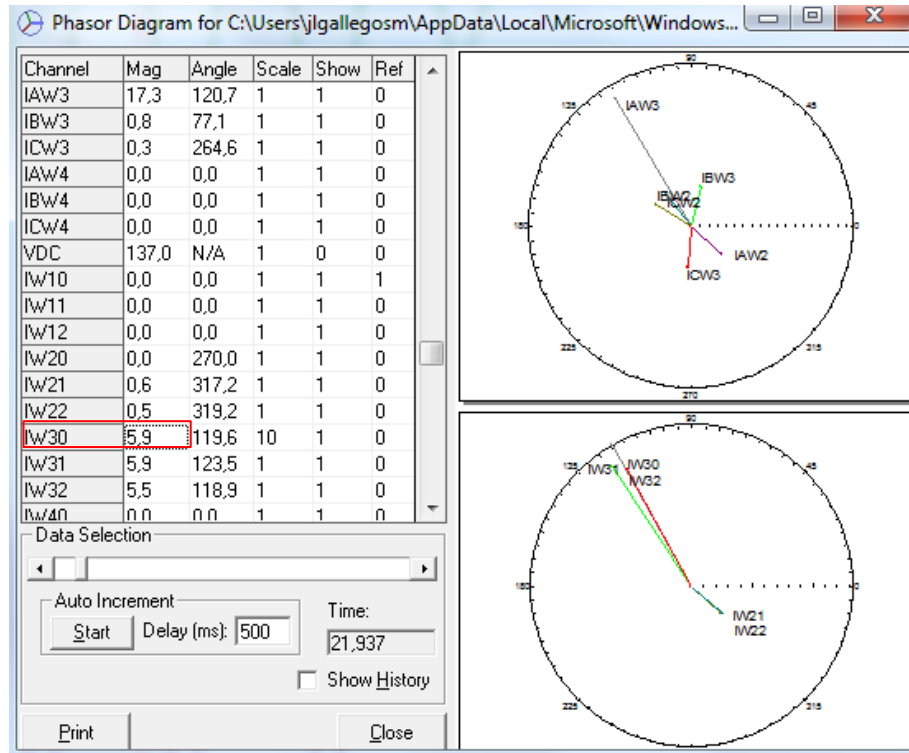 Phasor Diagram for C:\Users\jlgallegosm\AppData\Local\Microsoft\Windows...
Channel Mag Angle Scale Show Ref
IAW3 17,3 120,7 1 1 0
IBW3 0,8 77,1 1 1 0
ICW3 0,3 264,6 1 1 0
IAW4 0,0 0,0 1 1 0
IBW4 0,0 0,0 1 1 0
ICW4 0,0 0,0 1 1 0
VDC 137,0 N/A 1 0 0
IW10 0,0 0,0 1 1 1
IW11 0,0 0,0 1 1 0
IW12 0,0 0,0 1 1 0
IW20 0,0 270,0 1 1 0
IW21 0,6 317,2 1 1 0
IW22 0,5 319,2 1 1 0
IW30 5,9 119,6 10 1 0
IW31 5,9 123,5 1 1 0
IW32 5,5 118,9 1 1 0
IW40 0,0 0,0 1 1 0
Data Selection
Auto Increment
Start Delay (ms): 500
Time:
21,937
Show History
Print Close
90
135 IAW3 45
IBW3
IBW2
ICW2
180 0
IAW2
ICW3
225 315
270
90
135 IW31 IW30 45
IW32
180 0
IW21
IW22
225 315